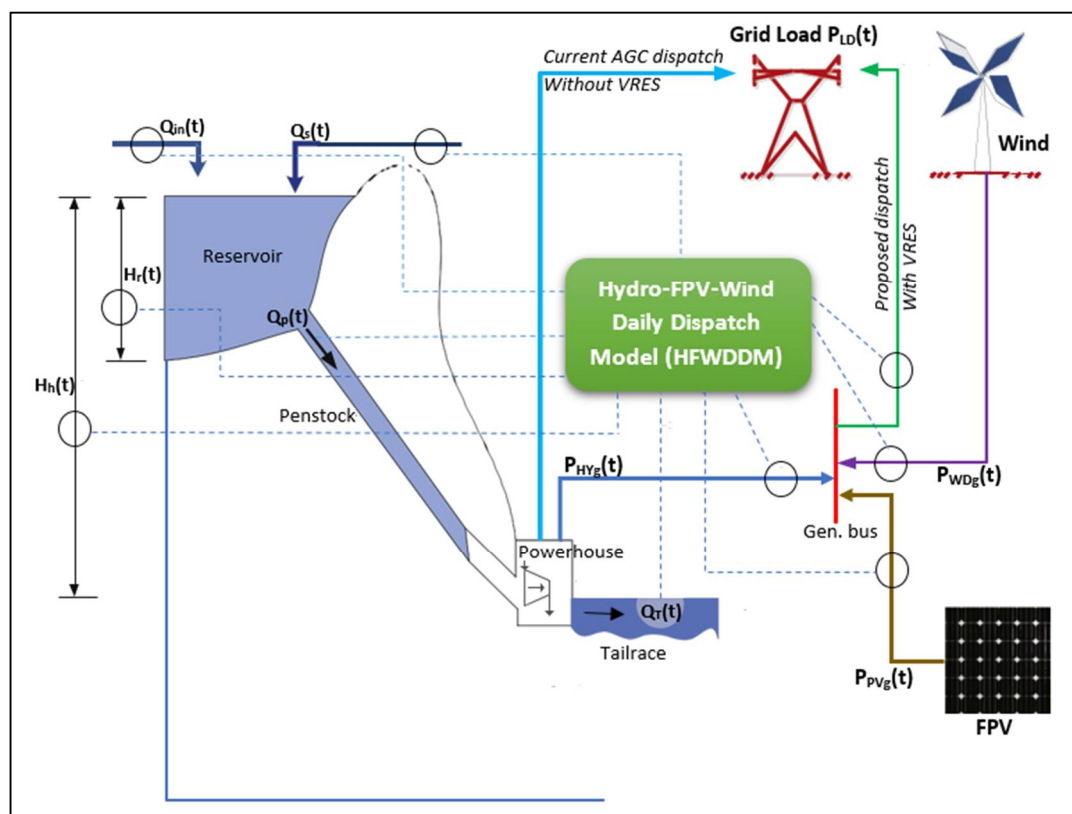 Grid Load P_LD(t)
Current AGC dispatch
Without VRES
Wind
Q_in(t)
Q_s(t)
Proposed dispatch
With VRES
Reservoir
H_r(t)
Hydro-FPV-Wind
Daily Dispatch
Model (HFWDDM)
Q_p(t)
H_h(t)
Penstock
P_HYg(t)
P_WDg(t)
Gen. bus
Powerhouse
Q_T(t)
Tailrace
P_PVg(t)
FPV